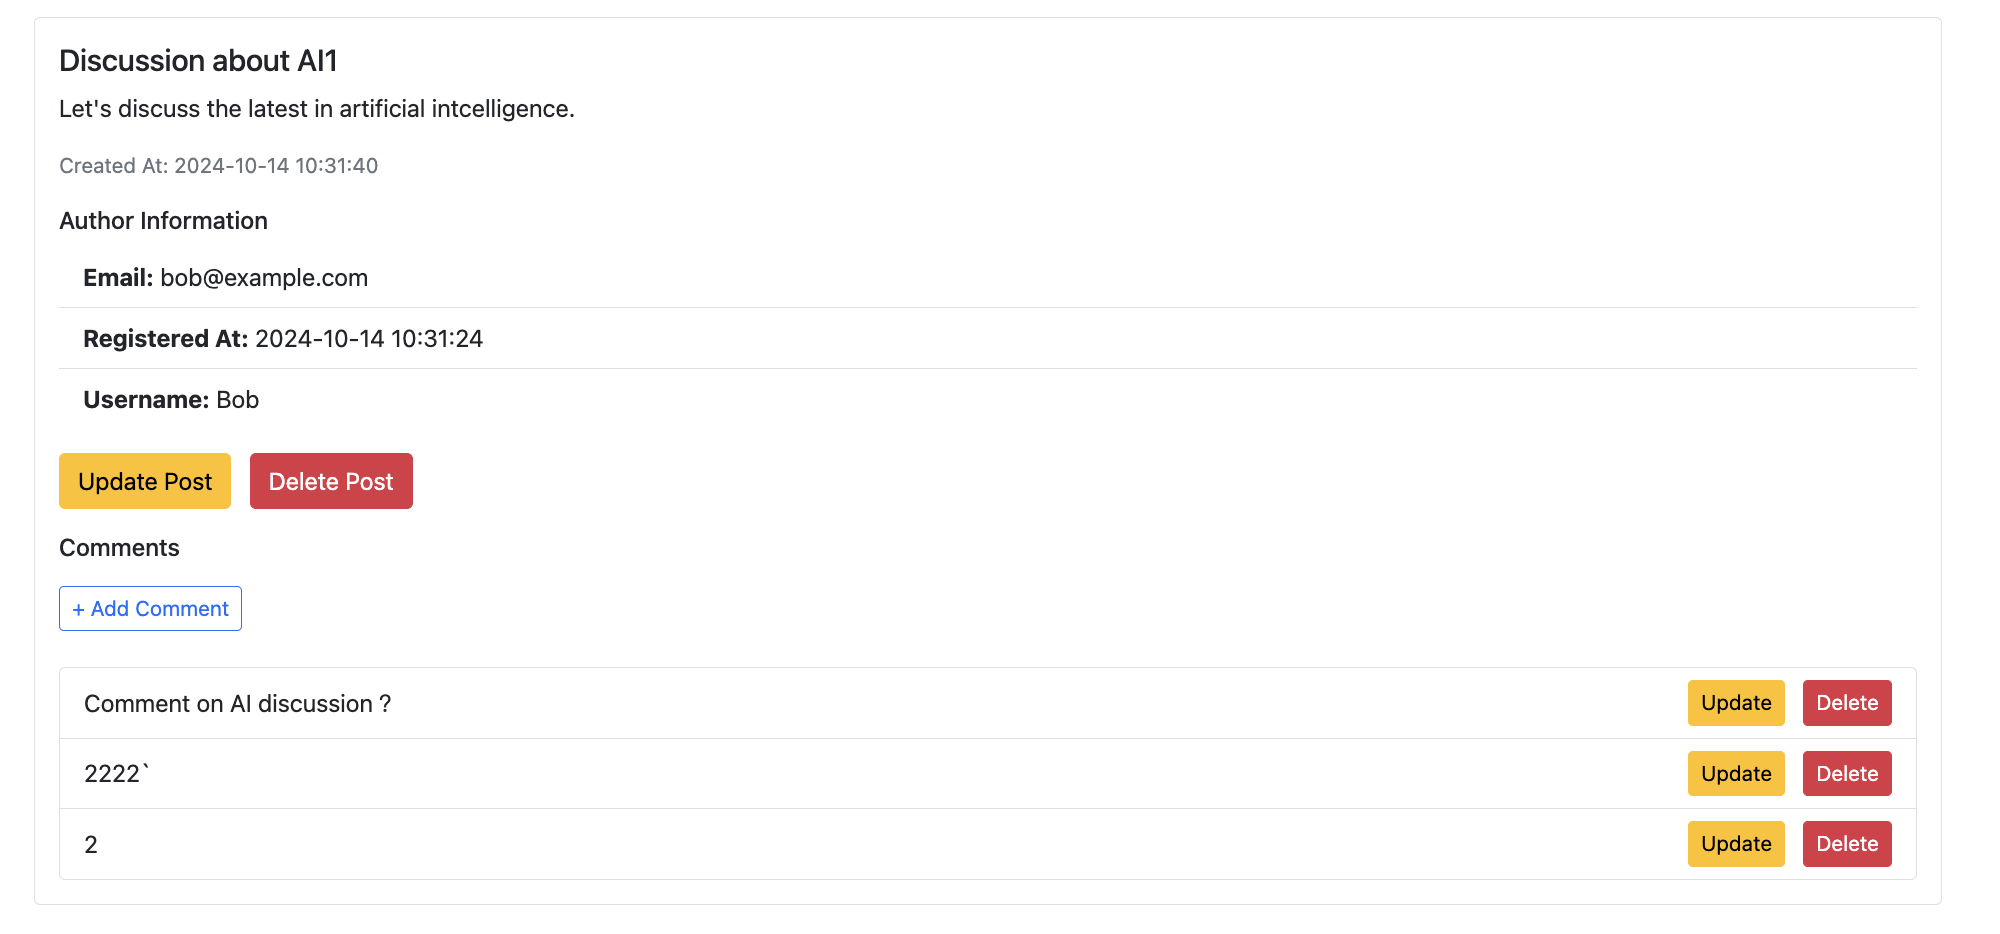 Discussion about AI1
Let's discuss the latest in artificial intcelligence.
Created At: 2024-10-14 10:31:40
Author Information
Email: bob@example.com
Registered At: 2024-10-14 10:31:24
Username: Bob
Update Post Delete Post
Comments
+ Add Comment
Comment on AI discussion ? Update Delete
2222` Update Delete
2 Update Delete